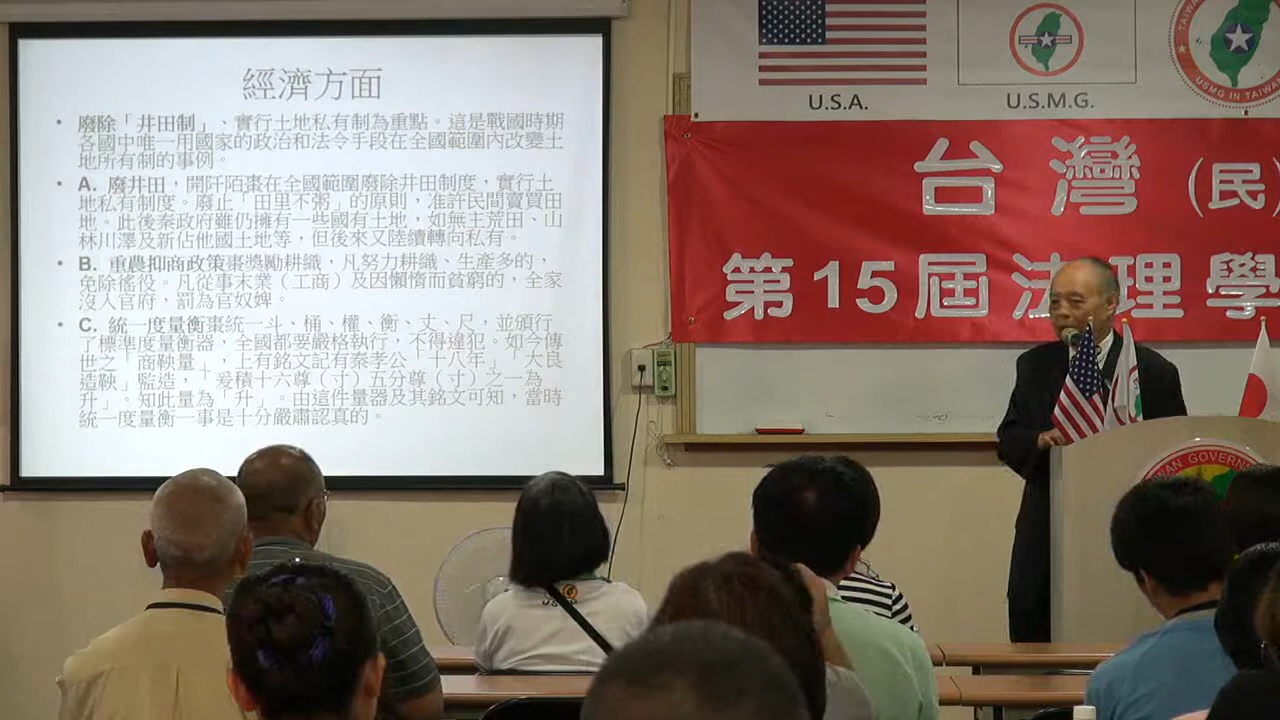 經濟方面
• 廢除「井田制」、實行土地私有制為重點。這是戰國時期
各國中唯一用國家的政治和法令手段在全國範圍內改變土
地所有制的事例。
• A. 廢井田，開阡陌棗在全國範圍廢除井田制度，實行土
地私有制度。廢止「田里不粥」的原則，准許民間賣買田
地。此後秦政府雖仍擁有一些國有土地，如無主荒田、山
林川澤及新佔他國土地等，但後來又陸續轉向私有。
• B. 重農抑商政策棗獎勵耕織，凡努力耕織、生產多的，
免除徭役。凡從事末業（工商）及因懶惰而貧窮的，全家
沒入官府，罰為官奴婢。
• C. 統一度量衡棗統一斗、桶、權、衡、丈、尺，並頒行
了標準度量衡器，全國都要嚴格執行，不得違犯。如今傳
世之「商鞅量」，上有銘文記有秦孝公「十八年」「大良
造鞅」監造，「爰積十六尊（寸）五分尊（寸）之一為
升」。知此量為「升」。由這件量器及其銘文可知，當時
統一度量衡一事是十分嚴肅認真的。
U.S.A.
U.S.M.G.
USMG IN TAIWA
台灣（民
第15屆法理學
WAN GOVERN